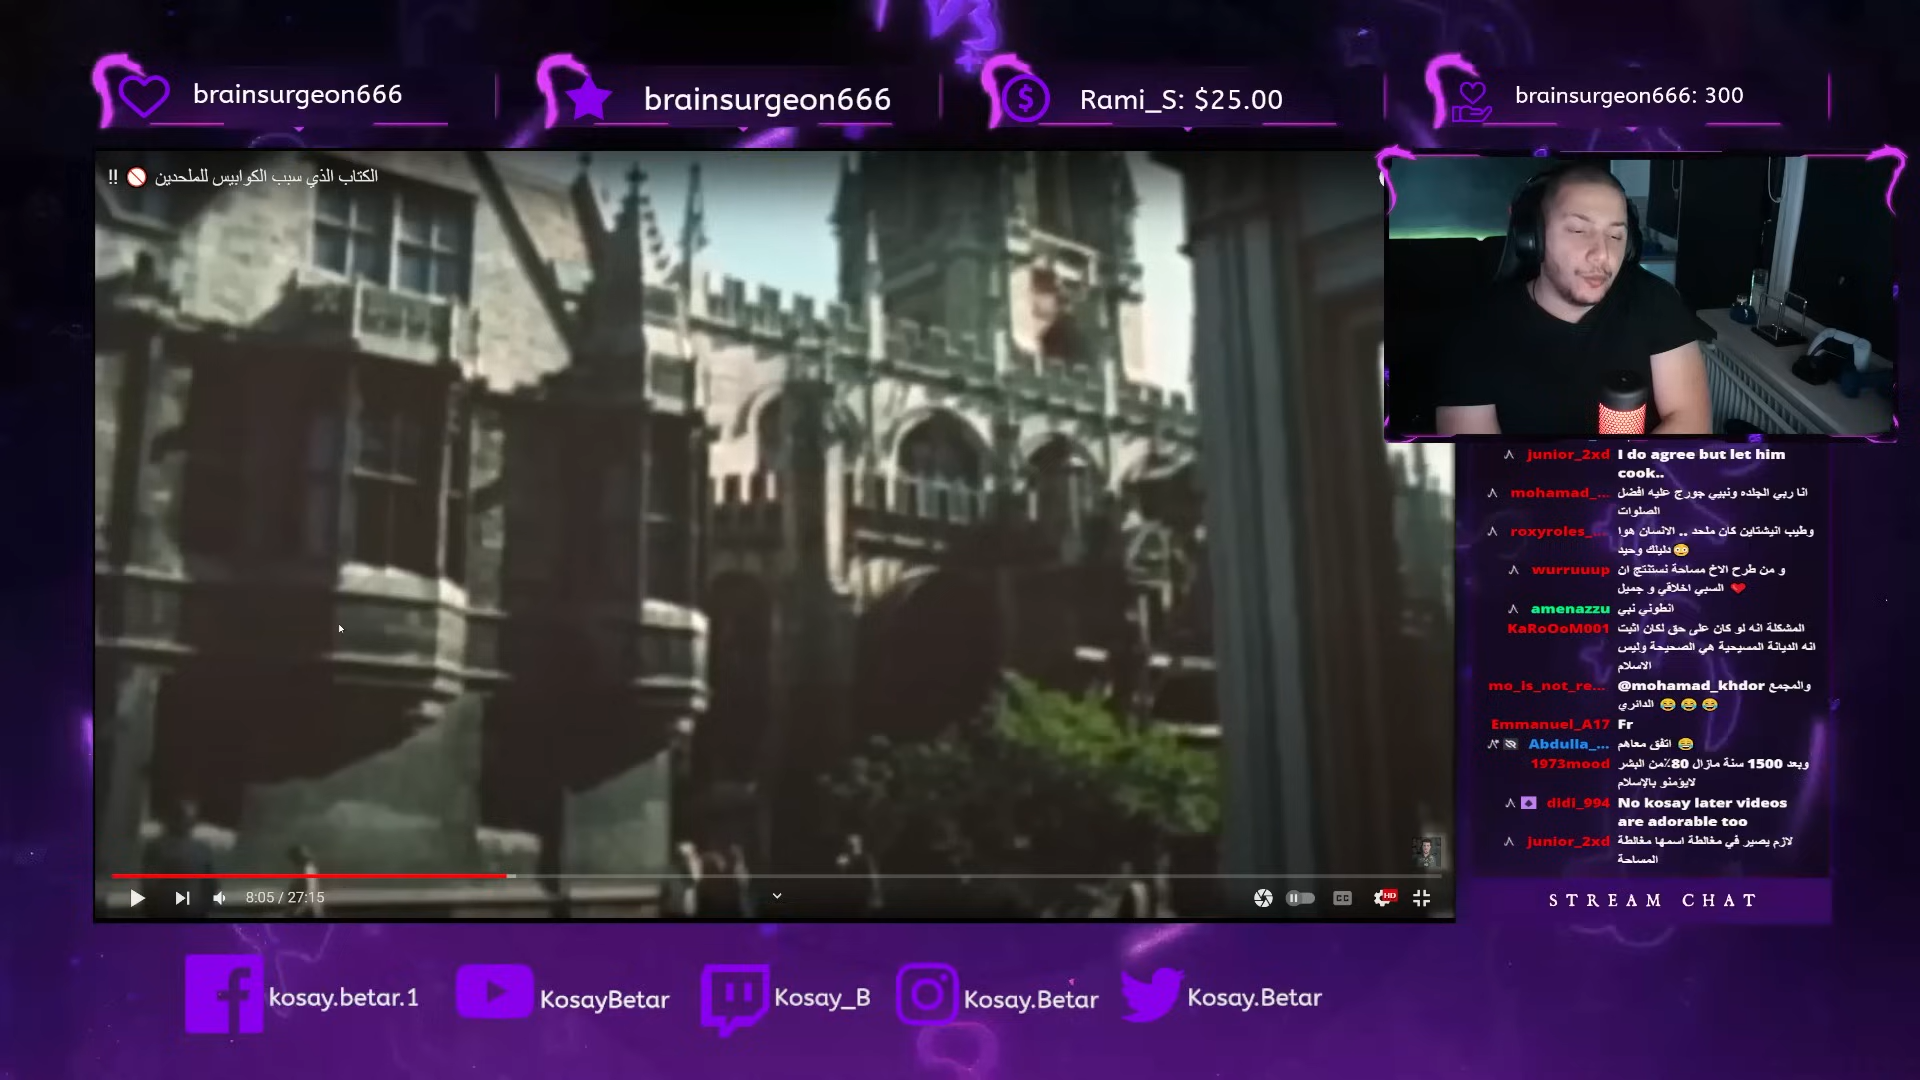 brainsurgeon666
brainsurgeon666
Rami_S: $25.00
brainsurgeon666: 300
الكتاب الذي سبب الكوابيس للملحدين 🚫 ‼
junior_2xd I do agree but let him
cook..
mohamad_... انا ربي الجلده ونبيي جورج عليه افضل
الصلوات
roxyroles_... وطيب انيشتاين كان ملحد .. الانسان هوا
دليلك وحيد😳
wurruuup و من طرح الاخ مساحة نستنتج ان
السبي اخلاقي و جميل ❤️
amenazzu انطوني نبي
KaRoOoM001 المشكلة انه لو كان على حق لكان اثبت
انه الديانة المسيحية هي الصحيحة وليس
الاسلام
mo_is_not_re... @mohamad_khdor والمجمع
الدائري 😂 😂 😂
Emmanuel_A17 Fr
Abdulla_... اتفق معاهم 😂
1973mood وبعد 1500 سنة مازال 80٪من البشر
لايؤمنو بالإسلام
didi_994 No kosay later videos
are adorable too
junior_2xd لازم يصير في مغالطة اسمها مغالطة
المساحة
8:05 / 27:15
CC
HD
STREAM CHAT
kosay.betar.1
KosayBetar
Kosay_B
Kosay.Betar
Kosay.Betar